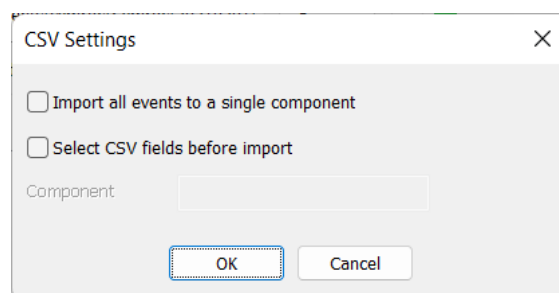 CSV Settings
Import all events to a single component
Select CSV fields before import
Component
OK Cancel